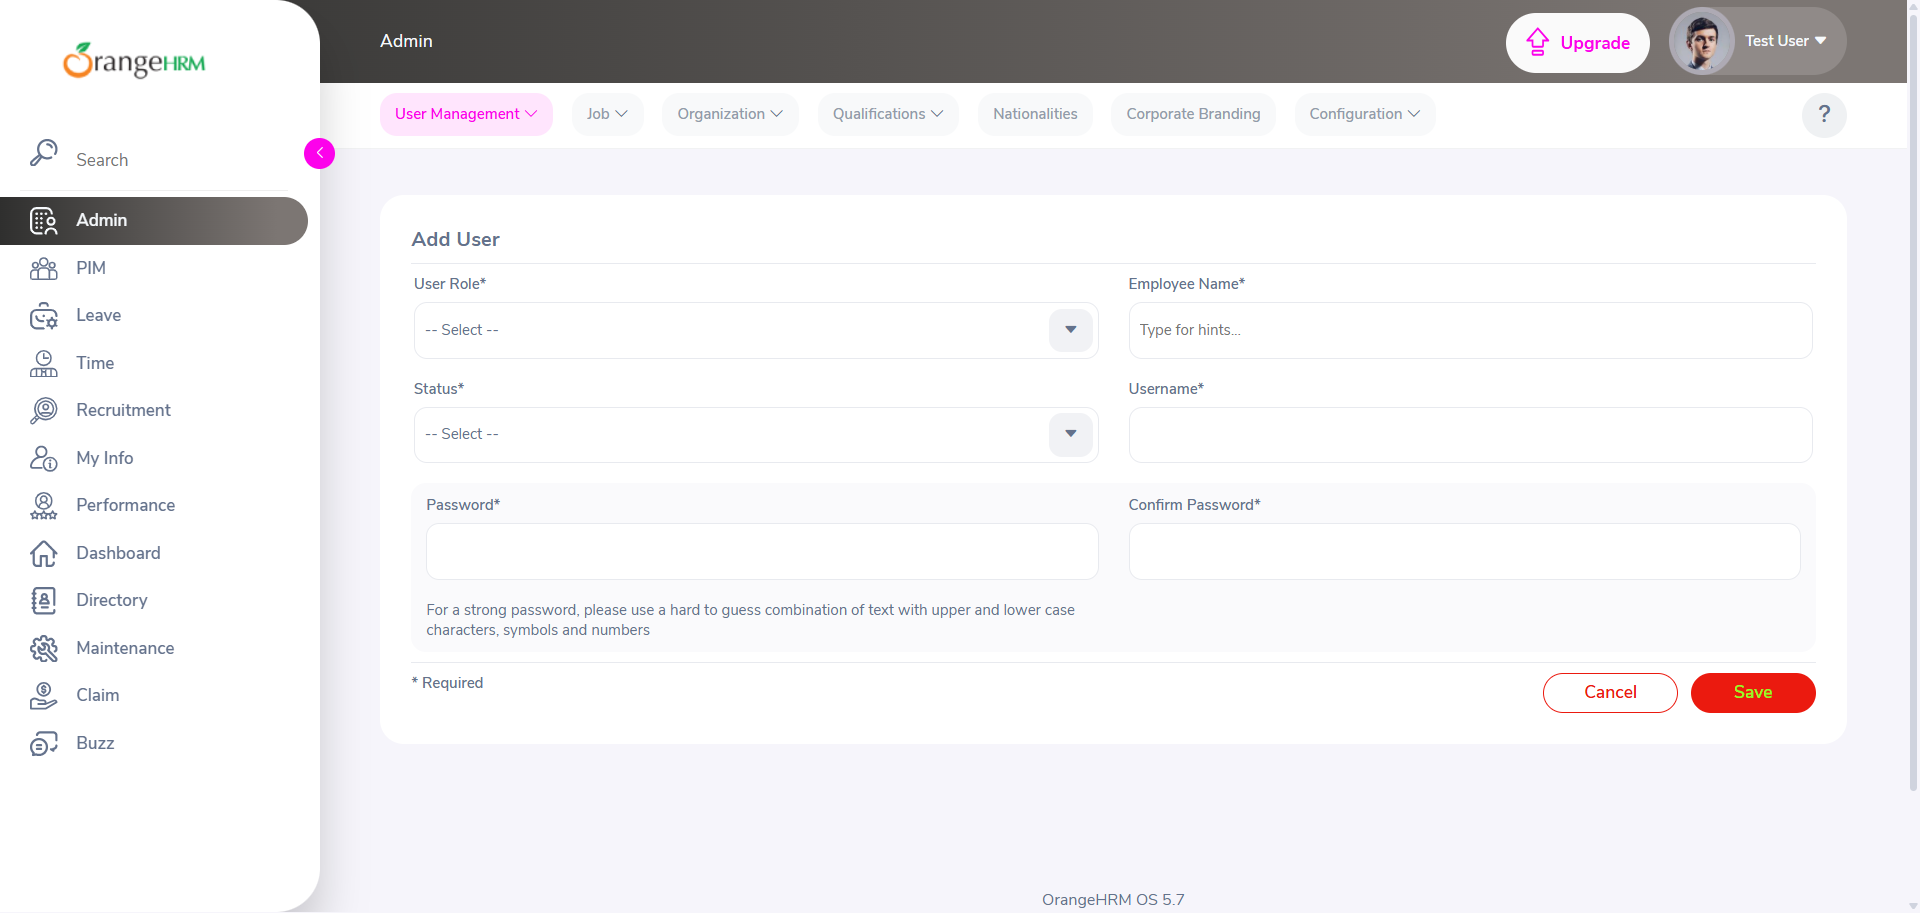 OrangeHRM
Admin
Upgrade
Test User
User Management
Job
Organization
Qualifications
Nationalities
Corporate Branding
Configuration
?
Search
Admin
PIM
Leave
Time
Recruitment
My Info
Performance
Dashboard
Directory
Maintenance
Claim
Buzz
Add User
User Role*
Employee Name*
-- Select --
Type for hints...
Status*
Username*
-- Select --
Password*
Confirm Password*
For a strong password, please use a hard to guess combination of text with upper and lower case
characters, symbols and numbers
* Required
Cancel
Save
OrangeHRM OS 5.7